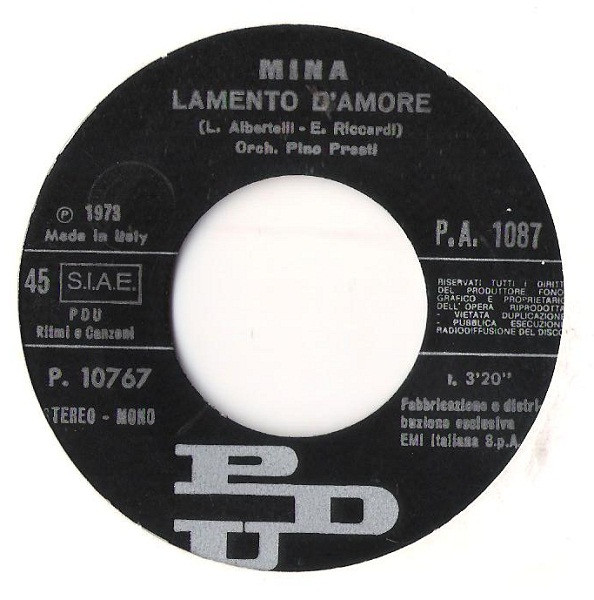 MINA
LAMENTO D'AMORE
(L. Albertelli - E. Riccardi)
Orch. Pino Presti
℗ 1973
Made in Italy
P.A. 1087
45 S.I.A.E.
PDU
Ritmi e Canzoni
RISERVATI TUTTI I DIRITTI
DEL PRODUTTORE FONO-
GRAFICO E PROPRIETARIO
DELL'OPERA RIPRODOTTA
- VIETATA DUPLICAZIONE
- PUBBLICA ESECUZIONE
RADIODIFFUSIONE DEL DISCO
P. 10767
STEREO - MONO
1. 3'20"
Fabbricazione e distri-
buzione esclusiva
EMI Italiana S.p.A.
PDU